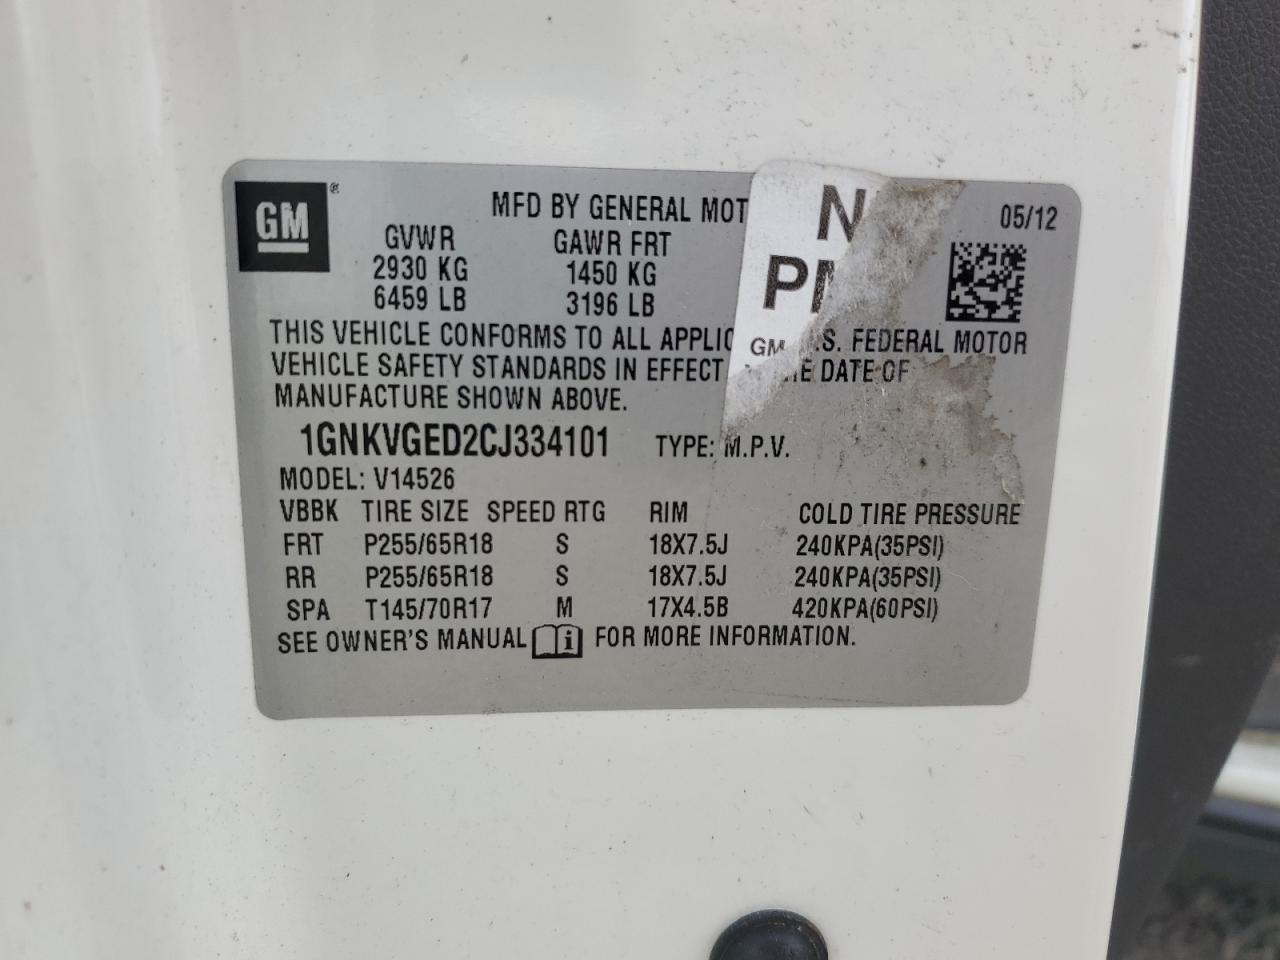 GM ®
MFD BY GENERAL MOT
05/12
GVWR GAWR FRT
2930 KG 1450 KG
6459 LB 3196 LB
N
PM
GM
THIS VEHICLE CONFORMS TO ALL APPLIC .S. FEDERAL MOTOR
VEHICLE SAFETY STANDARDS IN EFFECT DATE OF
MANUFACTURE SHOWN ABOVE.
1GNKVGED2CJ334101 TYPE: M.P.V.
MODEL: V14526
VBBK TIRE SIZE SPEED RTG RIM COLD TIRE PRESSURE
FRT P255/65R18 S 18X7.5J 240KPA(35PSI)
RR P255/65R18 S 18X7.5J 240KPA(35PSI)
SPA T145/70R17 M 17X4.5B 420KPA(60PSI)
SEE OWNER'S MANUAL i FOR MORE INFORMATION.